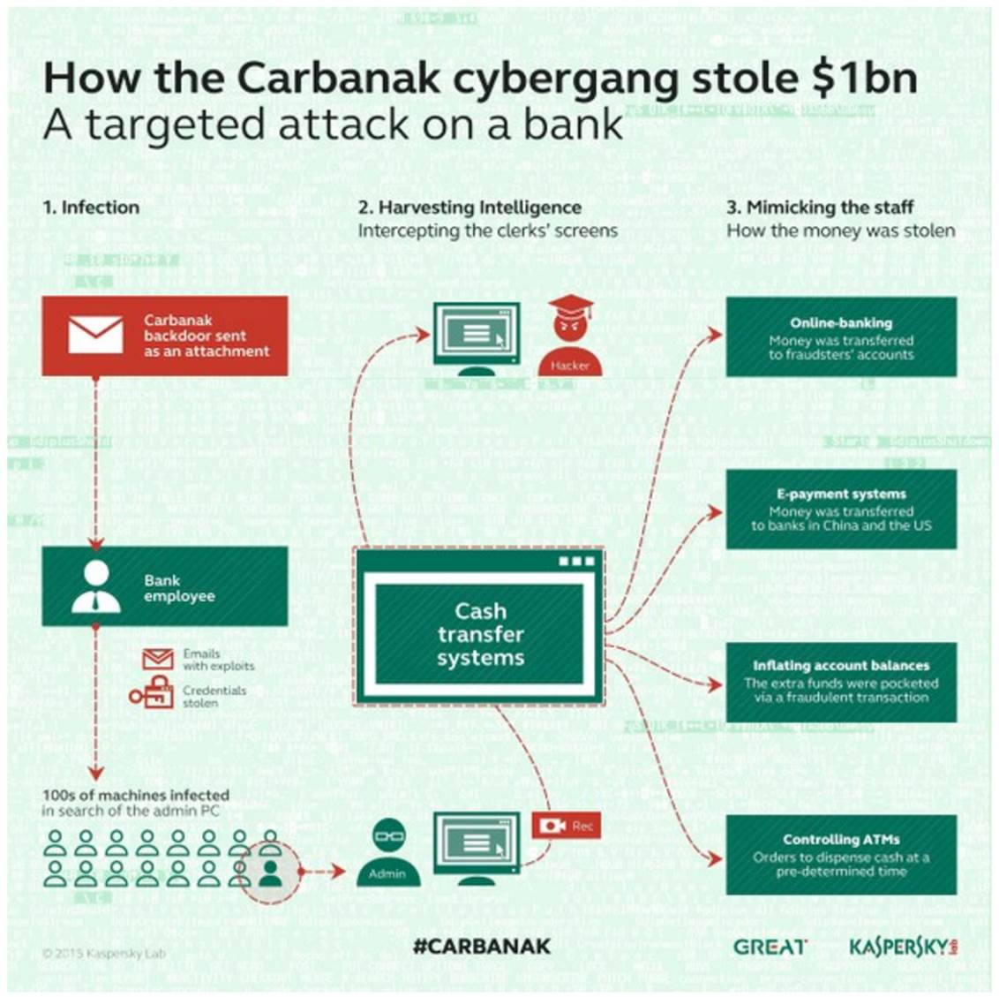 How the Carbanak cybergang stole $1bn
A targeted attack on a bank
1. Infection
Carbanak
backdoor sent
as an attachment
Bank
employee
Emails
with exploits
Credentials
stolen
100s of machines infected
in search of the admin PC
2. Harvesting Intelligence
Intercepting the clerks' screens
Hacker
Cash
transfer
systems
Rec
Admin
3. Mimicking the staff
How the money was stolen
Online-banking
Money was transferred
to fraudsters' accounts
E-payment systems
Money was transferred
to banks in China and the US
Inflating account balances
The extra funds were pocketed
via a fraudulent transaction
Controlling ATMs
Orders to dispense cash at a
pre-determined time
© 2015 Kaspersky Lab
#CARBANAK
GREAT
KASPERSKY lab